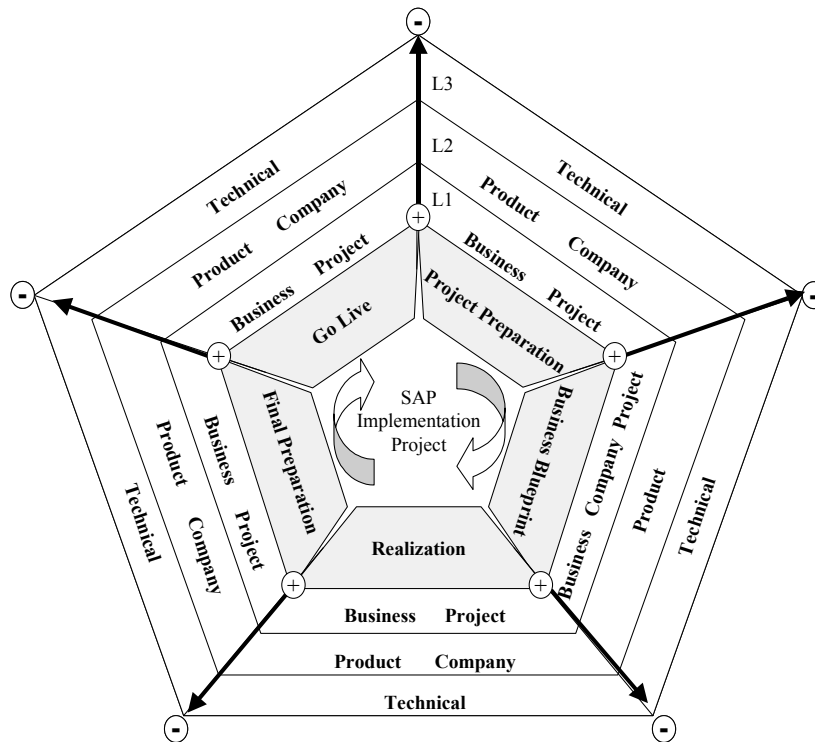 -
L3
Technical
Technical
L2
Product Company
Product Company
L1
+
Business Project
Business Project
-
-
Go Live
Project Preparation
+
+
SAP
Implementation
Project
Final Preparation
Business Blueprint
Business Project
Business Company Project
Product Company
Product
Technical
Technical
Realization
+
+
Business Project
Product Company
Technical
-
-